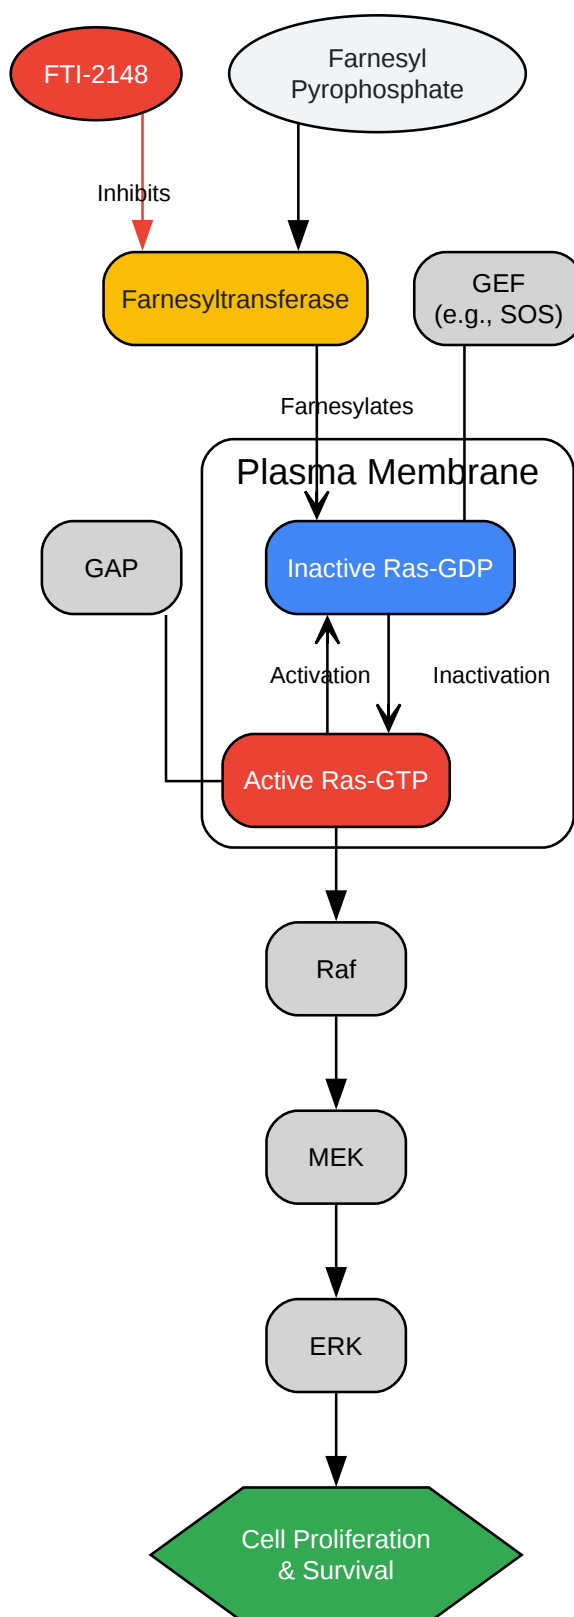 FTI-2148
Farnesyl
Pyrophosphate
Inhibits
Farnesyltransferase
GEF
(e.g., SOS)
Farnesylates
Plasma Membrane
GAP
Inactive Ras-GDP
Activation
Inactivation
Active Ras-GTP
Raf
MEK
ERK
Cell Proliferation
& Survival